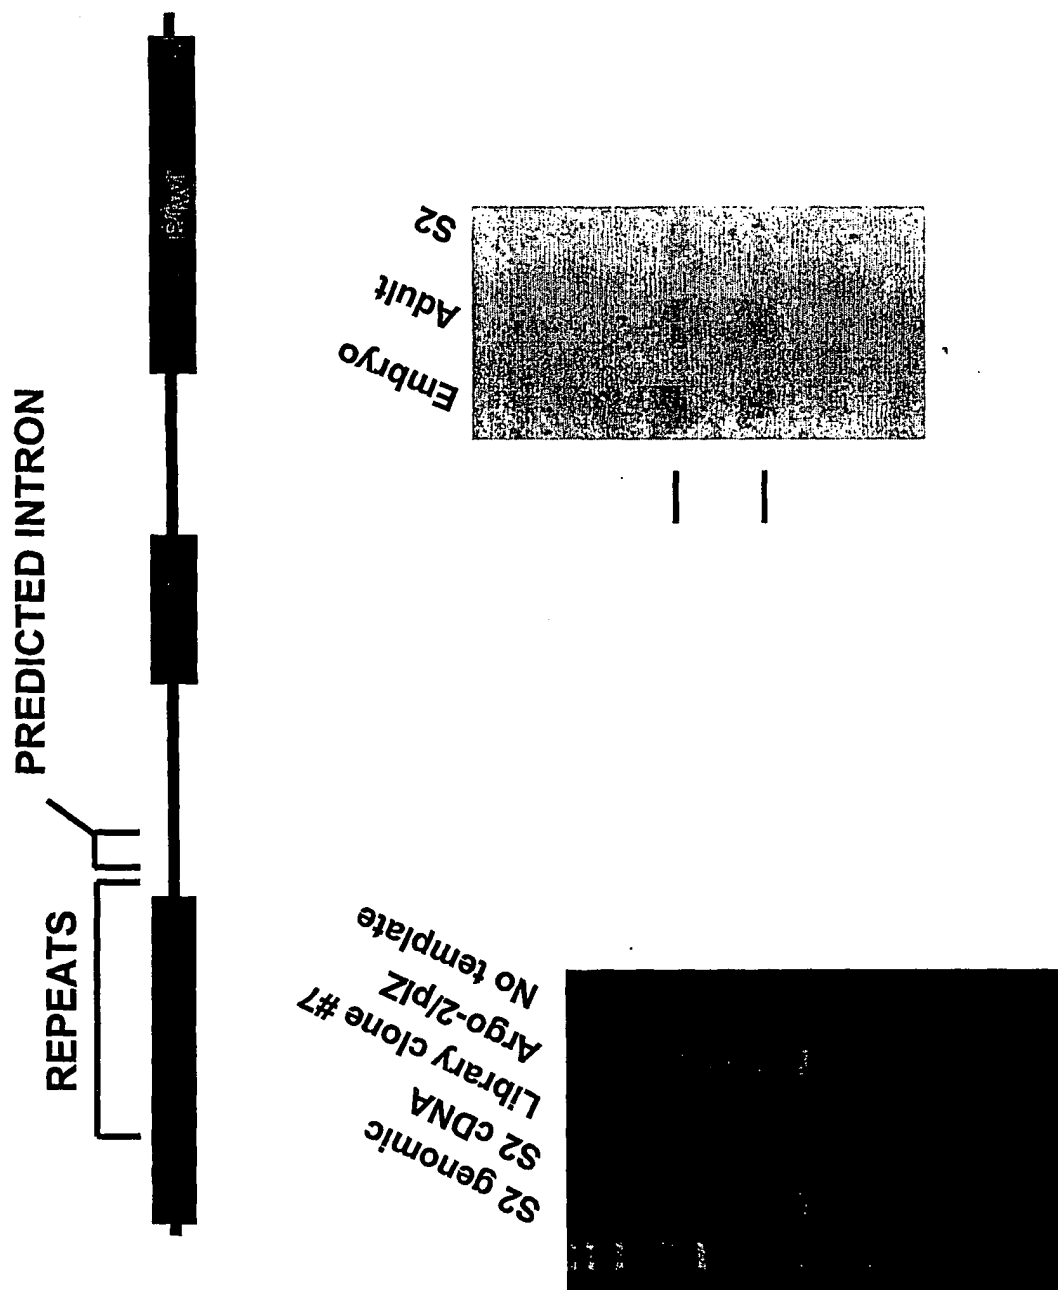 REPEATS
PREDICTED INTRON
S2 genomic
S2 cDNA
Library clone #7
Argo-2/pIZ
No template
Embryo
Adult
S2